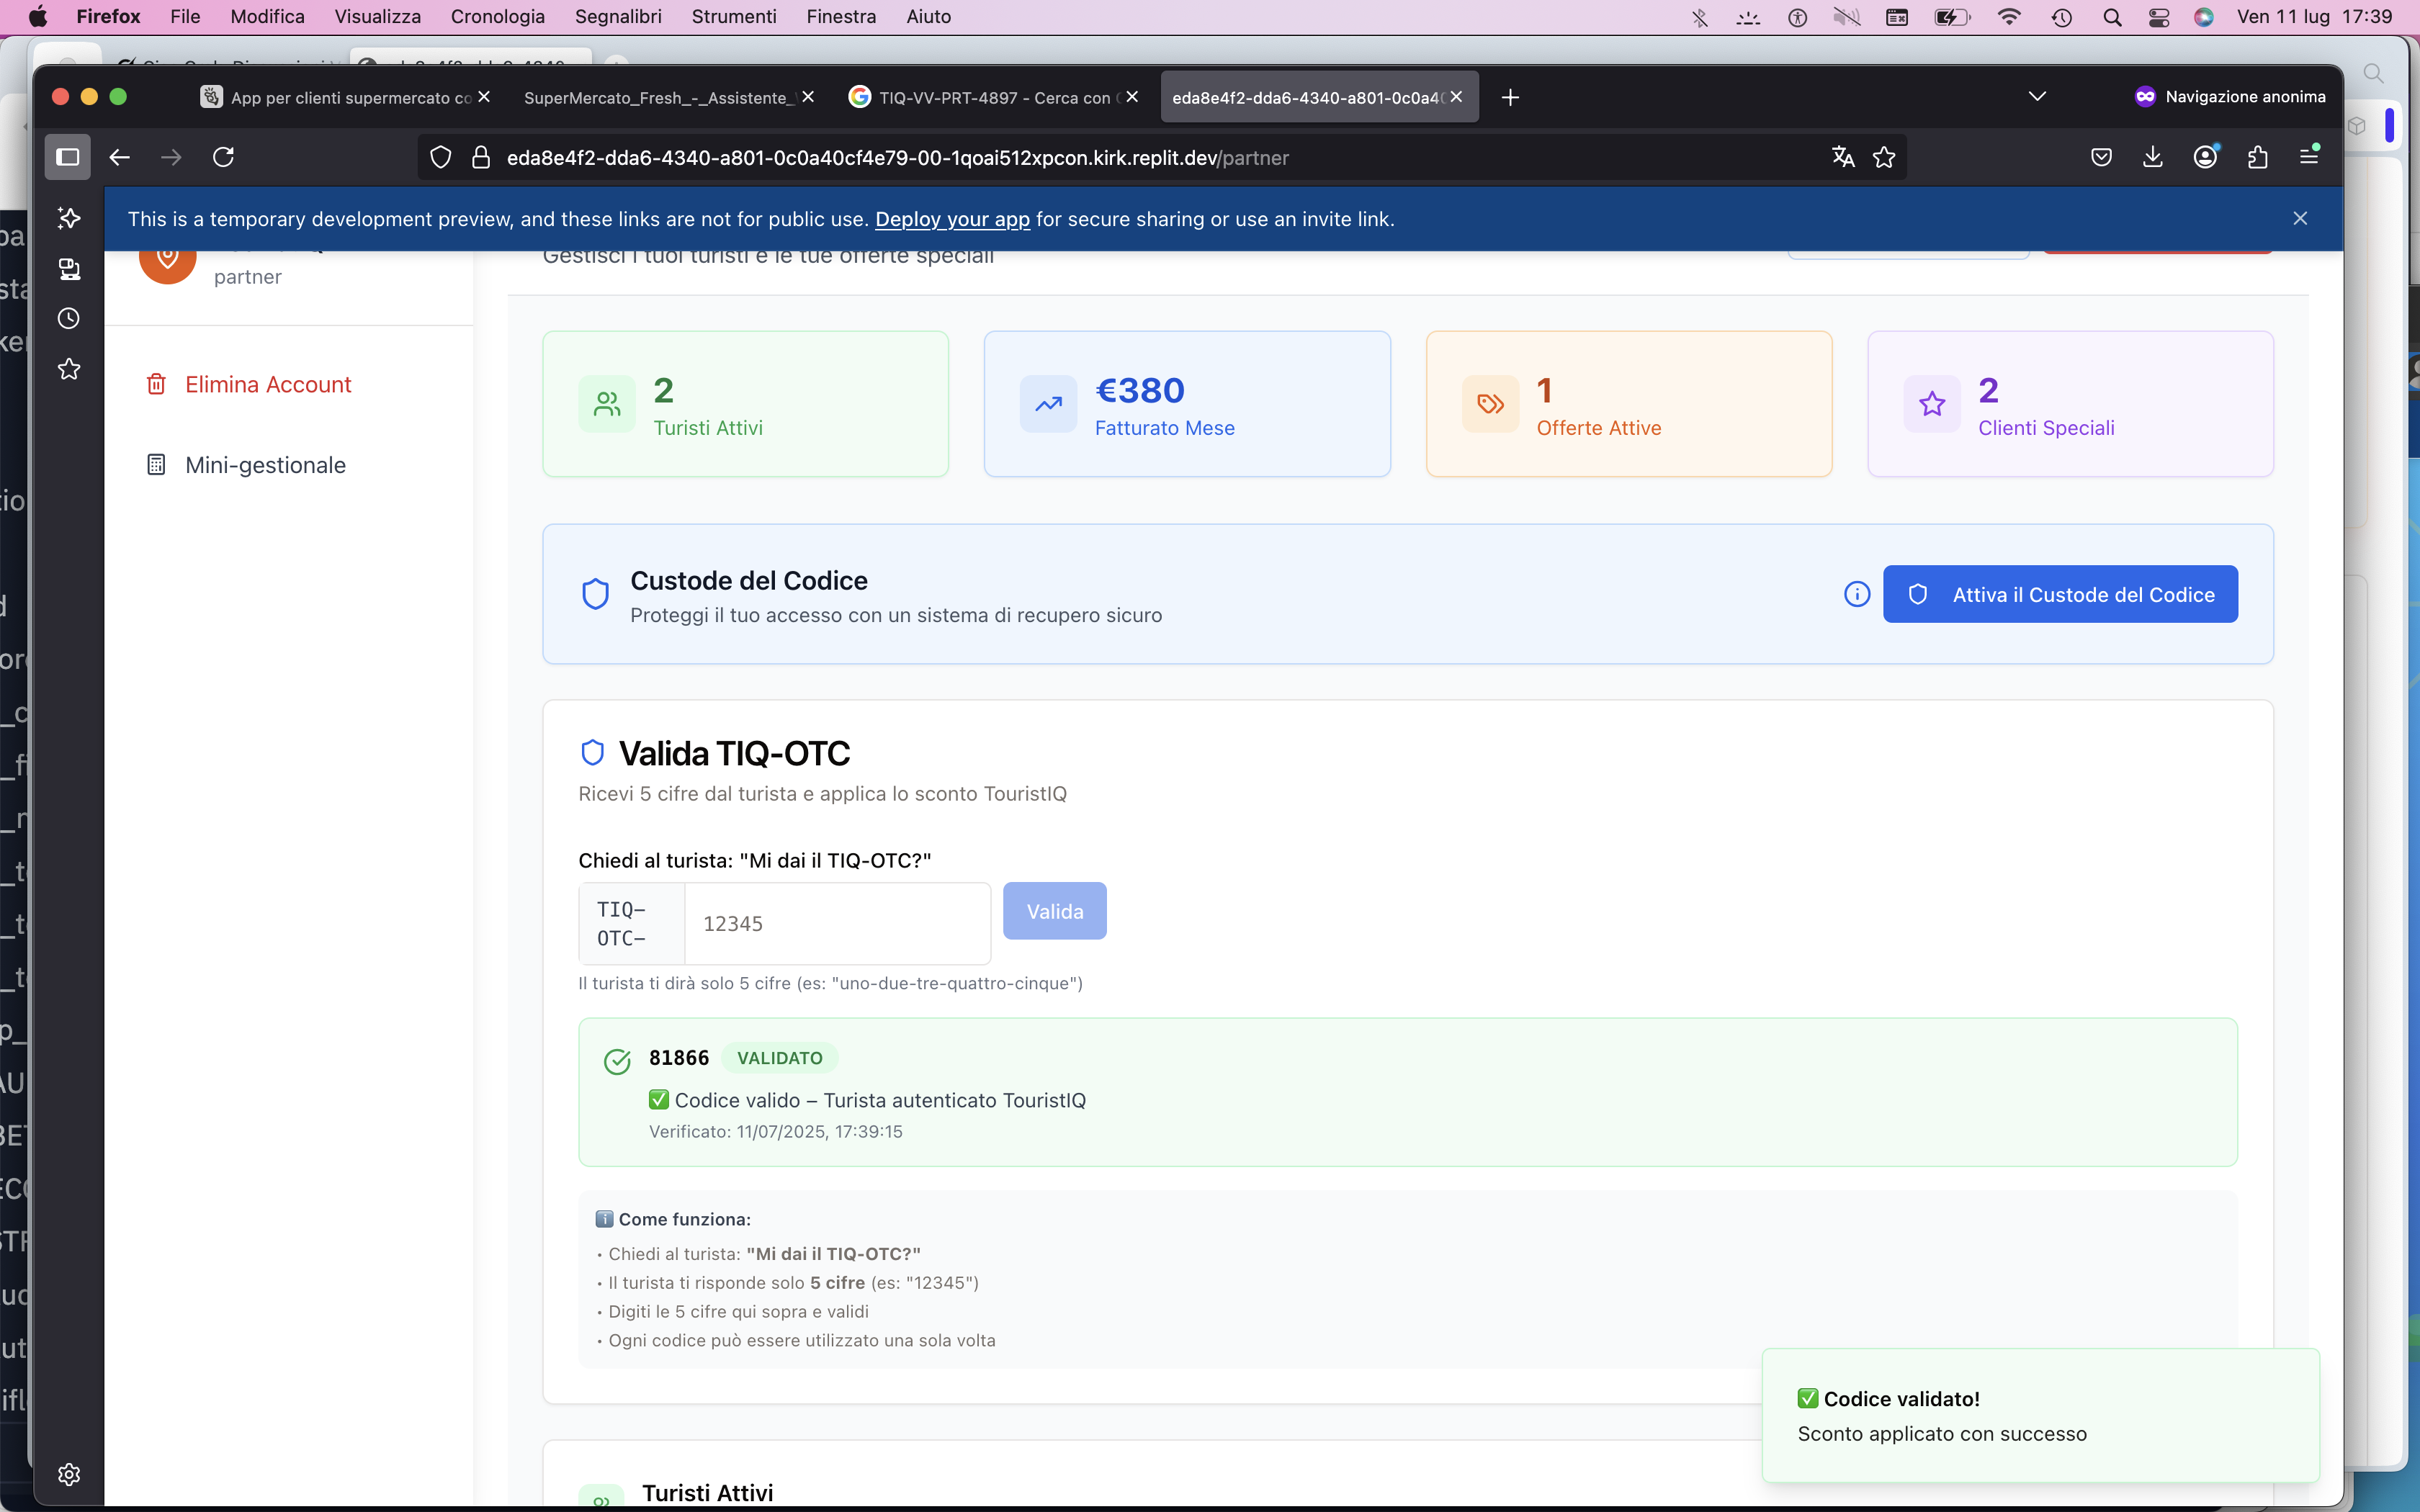 Firefox File Modifica Visualizza Cronologia Segnalibri Strumenti Finestra Aiuto Ven 11 lug 17:39
App per clienti supermercato co
SuperMercato_Fresh_-_Assistente_
TIQ-VV-PRT-4897 - Cerca con
eda8e4f2-dda6-4340-a801-0c0a40
Navigazione anonima
eda8e4f2-dda6-4340-a801-0c0a40cf4e79-00-1qoai512xpcon.kirk.replit.dev/partner
This is a temporary development preview, and these links are not for public use. Deploy your app for secure sharing or use an invite link.
partner
Elimina Account
Mini-gestionale
Gestisci i tuoi turisti e le tue offerte speciali
2
Turisti Attivi
€380
Fatturato Mese
1
Offerte Attive
2
Clienti Speciali
Custode del Codice
Proteggi il tuo accesso con un sistema di recupero sicuro
Attiva il Custode del Codice
Valida TIQ-OTC
Ricevi 5 cifre dal turista e applica lo sconto TouristIQ
Chiedi al turista: "Mi dai il TIQ-OTC?"
TIQ-
OTC-
12345
Valida
Il turista ti dirà solo 5 cifre (es: "uno-due-tre-quattro-cinque")
81866 VALIDATO
✅ Codice valido – Turista autenticato TouristIQ
Verificato: 11/07/2025, 17:39:15
ℹ️ Come funziona:
• Chiedi al turista: "Mi dai il TIQ-OTC?"
• Il turista ti risponde solo 5 cifre (es: "12345")
• Digiti le 5 cifre qui sopra e validi
• Ogni codice può essere utilizzato una sola volta
✅ Codice validato!
Sconto applicato con successo
Turisti Attivi